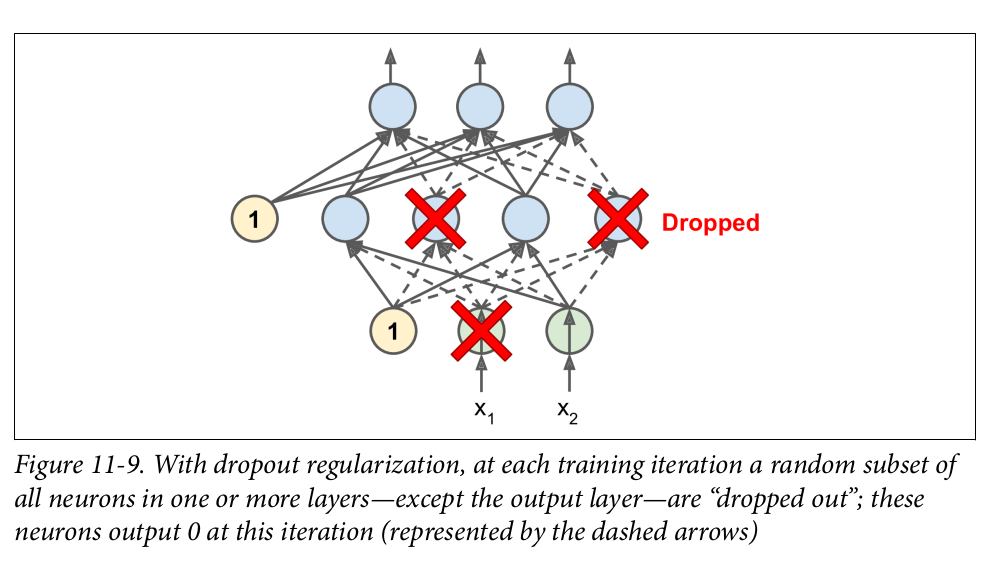 1
Dropped
1
x1
x2
Figure 11-9. With dropout regularization, at each training iteration a random subset of
all neurons in one or more layers—except the output layer—are “dropped out”; these
neurons output 0 at this iteration (represented by the dashed arrows)